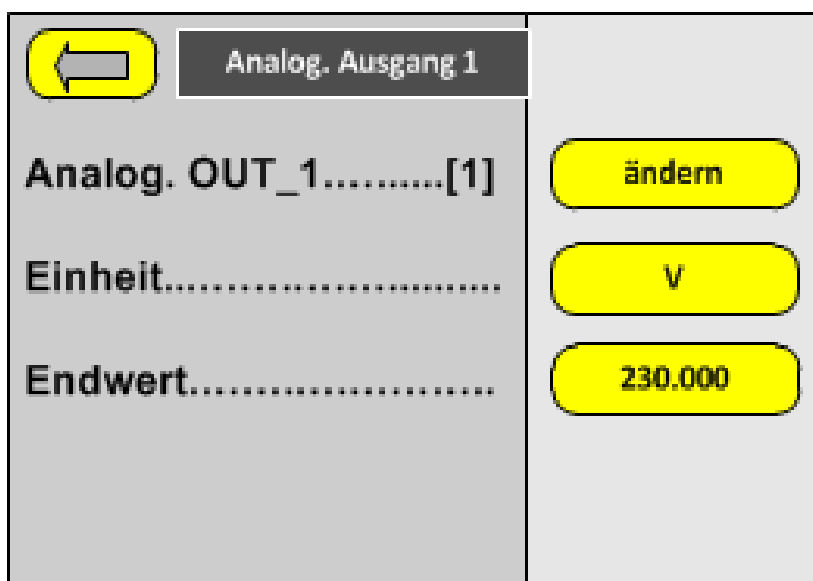 Analog. Ausgang 1
Analog. OUT_1..........[1] ändern
Einheit............................ V
Endwert......................... 230.000